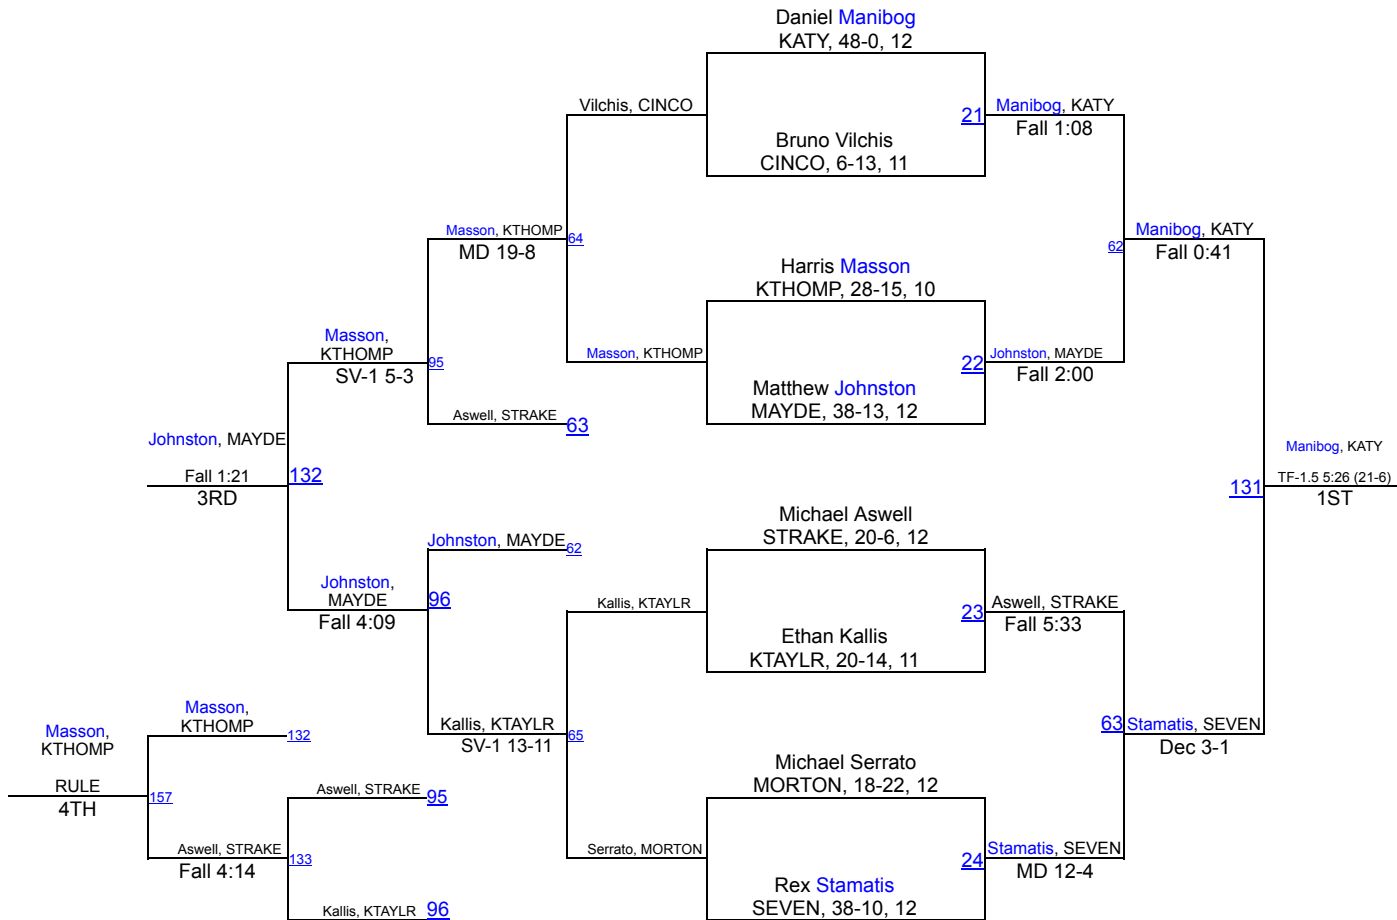 Daniel Manibog
KATY, 48-0, 12
Vilchis, CINCO
21
Manibog, KATY
Fall 1:08
Bruno Vilchis
CINCO, 6-13, 11
Masson, KTHOMP
64
MD 19-8
Manibog, KATY
62
Fall 0:41
Harris Masson
KTHOMP, 28-15, 10
Masson,
KTHOMP
95
SV-1 5-3
Masson, KTHOMP
22
Johnston, MAYDE
Fall 2:00
Matthew Johnston
MAYDE, 38-13, 12
Aswell, STRAKE
63
Johnston, MAYDE
Fall 1:21
132
3RD
Manibog, KATY
131
TF-1.5 5:26 (21-6)
1ST
Michael Aswell
STRAKE, 20-6, 12
Johnston, MAYDE
62
Johnston,
MAYDE
96
Fall 4:09
Kallis, KTAYLR
23
Aswell, STRAKE
Fall 5:33
Ethan Kallis
KTAYLR, 20-14, 11
Masson,
KTHOMP
Masson,
KTHOMP
132
Kallis, KTAYLR
65
SV-1 13-11
63
Stamatis, SEVEN
Dec 3-1
Michael Serrato
MORTON, 18-22, 12
RULE
157
4TH
Aswell, STRAKE
95
Aswell, STRAKE
133
Fall 4:14
Serrato, MORTON
24
Stamatis, SEVEN
MD 12-4
Rex Stamatis
SEVEN, 38-10, 12
Kallis, KTAYLR
96